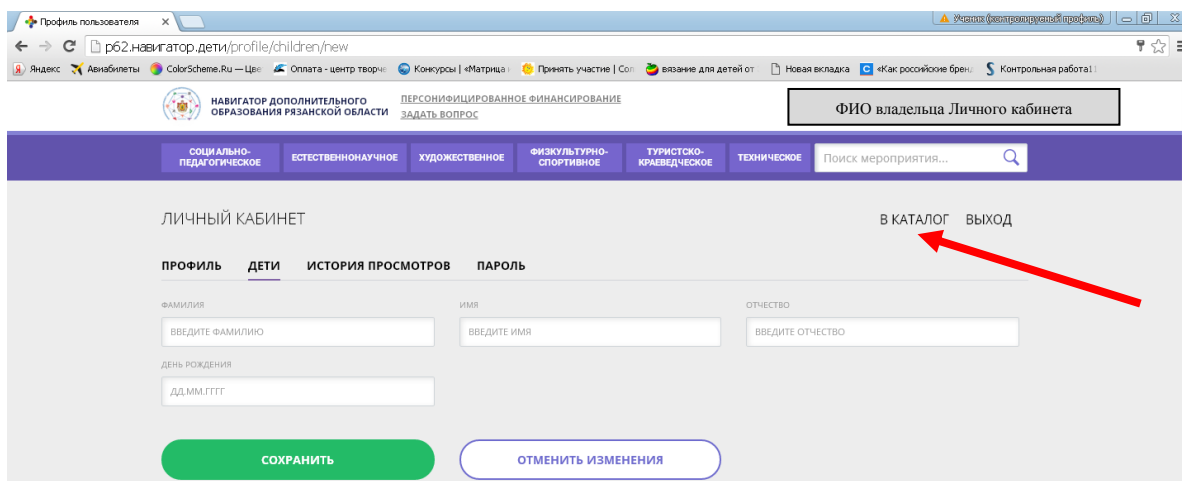 Профиль пользователя
Ученик (контролируемый профиль)
р62.навигатор.дети/profile/children/new
Яндекс Авиабилеты ColorScheme.Ru — Цве Оплата - центр творче Конкурсы | «Матрица Принять участие | Con вязание для детей от Новая вкладка «Как российские брен Контрольная работа11
НАВИГАТОР ДОПОЛНИТЕЛЬНОГО
ОБРАЗОВАНИЯ РЯЗАНСКОЙ ОБЛАСТИ
ПЕРСОНИФИЦИРОВАННОЕ ФИНАНСИРОВАНИЕ
ЗАДАТЬ ВОПРОС
ФИО владельца Личного кабинета
СОЦИАЛЬНО-
ПЕДАГОГИЧЕСКОЕ
ЕСТЕСТВЕННОНАУЧНОЕ
ХУДОЖЕСТВЕННОЕ
ФИЗКУЛЬТУРНО-
СПОРТИВНОЕ
ТУРИСТСКО-
КРАЕВЕДЧЕСКОЕ
ТЕХНИЧЕСКОЕ
Поиск мероприятия...
ЛИЧНЫЙ КАБИНЕТ
В КАТАЛОГ ВЫХОД
ПРОФИЛЬ ДЕТИ ИСТОРИЯ ПРОСМОТРОВ ПАРОЛЬ
ФАМИЛИЯ ИМЯ ОТЧЕСТВО
ВВЕДИТЕ ФАМИЛИЮ ВВЕДИТЕ ИМЯ ВВЕДИТЕ ОТЧЕСТВО
ДЕНЬ РОЖДЕНИЯ
ДД.ММ.ГГГГ
СОХРАНИТЬ ОТМЕНИТЬ ИЗМЕНЕНИЯ